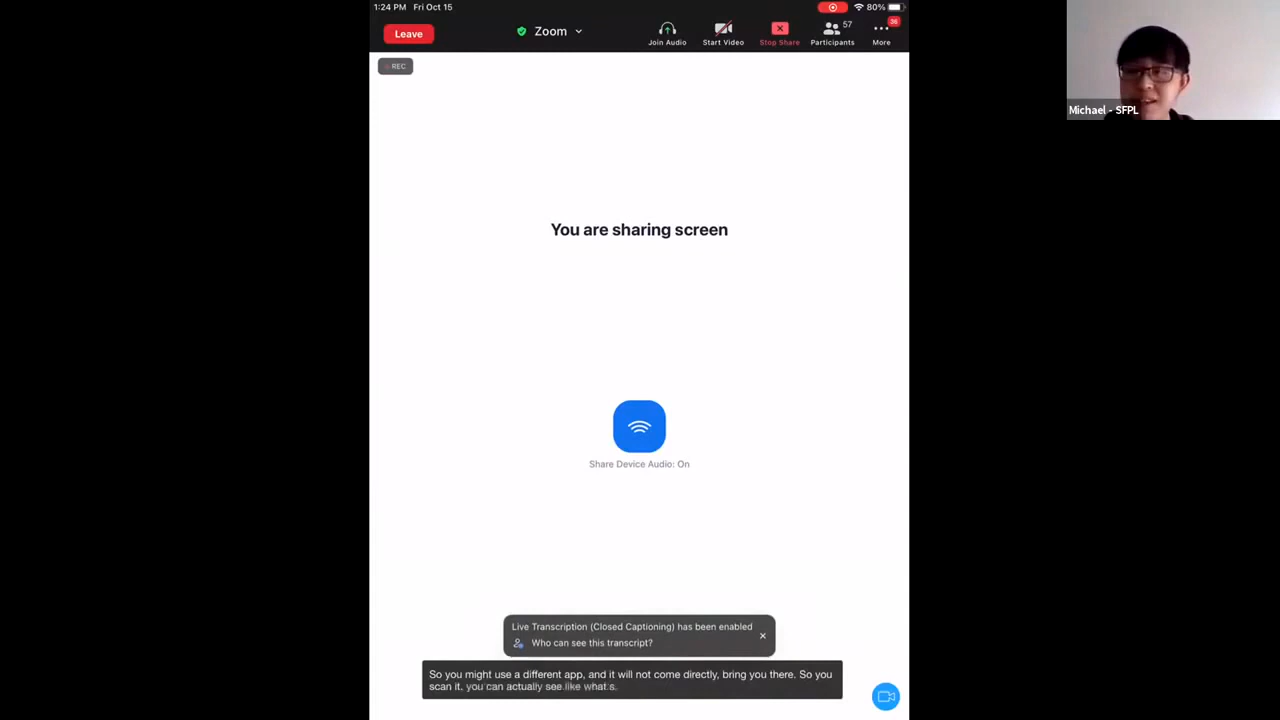 1:24 PM Fri Oct 15
80%
Leave
Zoom
Join Audio
Start Video
Stop Share
57
Participants
36
More
REC
Michael - SFPL
You are sharing screen
Share Device Audio: On
Live Transcription (Closed Captioning) has been enabled
Who can see this transcript?
So you might use a different app, and it will not come directly, bring you there. So you
scan it, you can actually see like what's.